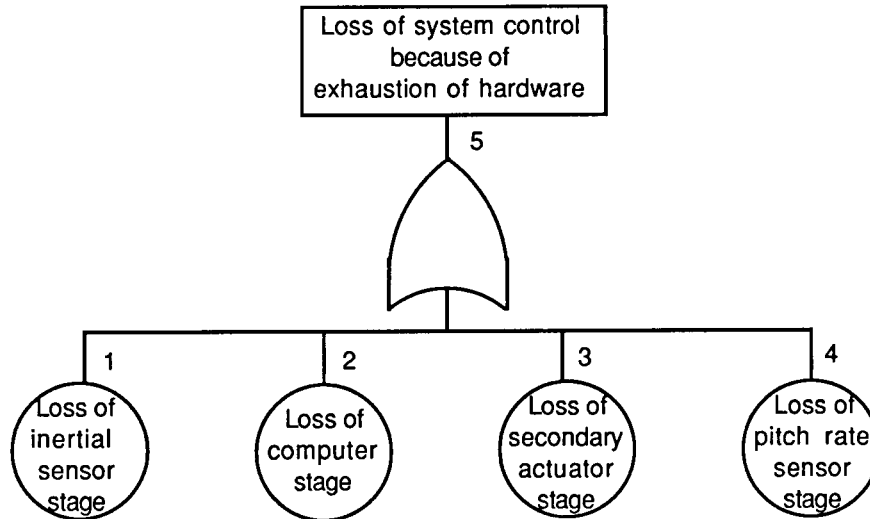 Loss of system control
because of
exhaustion of hardware
5
1
2
3
4
Loss of
inertial
sensor
stage
Loss of
computer
stage
Loss of
secondary
actuator
stage
Loss of
pitch rate
sensor
stage